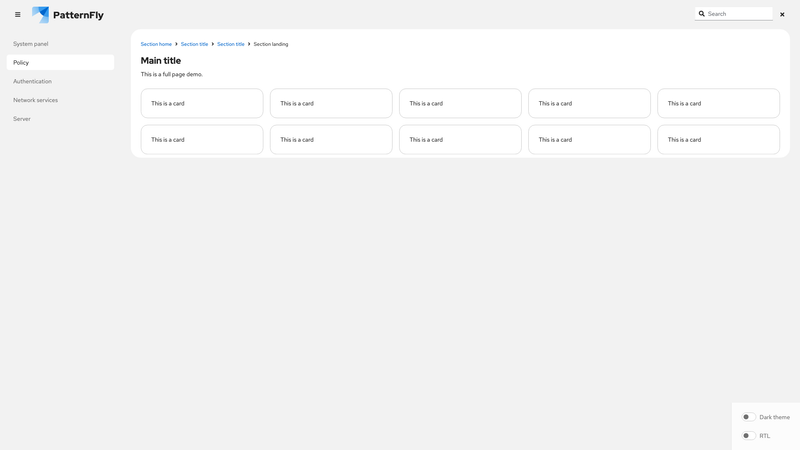 PatternFly
Search
System panel
Policy
Authentication
Network services
Server
Section home Section title Section title Section landing
Main title
This is a full page demo.
This is a card This is a card This is a card This is a card This is a card
This is a card This is a card This is a card This is a card This is a card
Dark theme
RTL